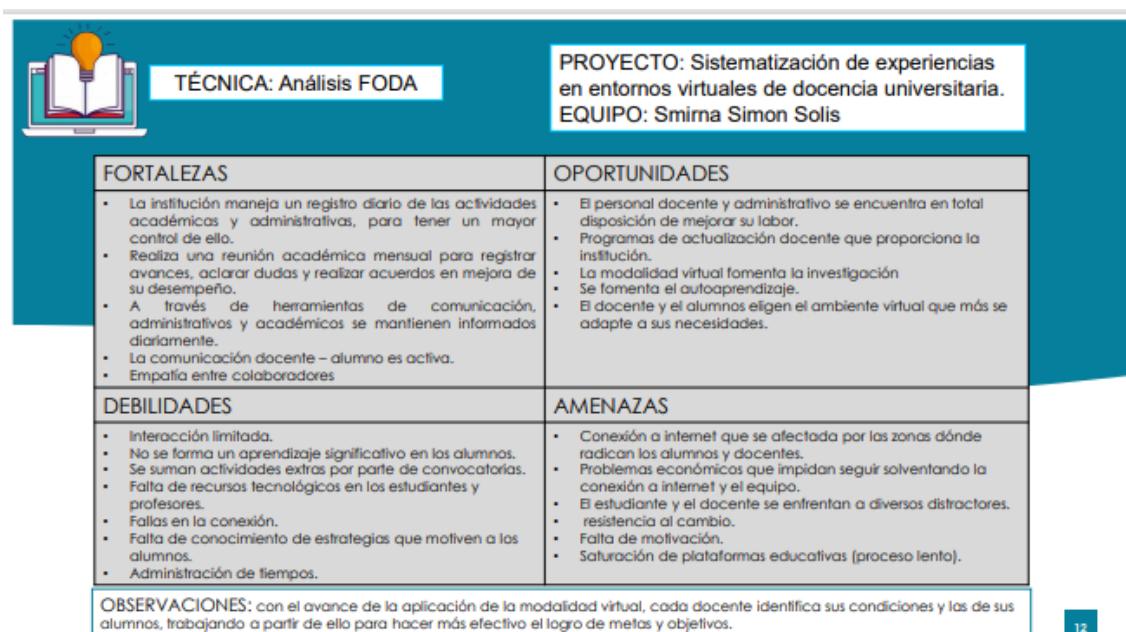 TÉCNICA: Análisis FODA
PROYECTO: Sistematización de experiencias
en entornos virtuales de docencia universitaria.
EQUIPO: Smirna Simon Solis
FORTALEZAS
• La institución maneja un registro diario de las actividades
académicas y administrativas, para tener un mayor
control de ello.
• Realiza una reunión académica mensual para registrar
avances, aclarar dudas y realizar acuerdos en mejora de
su desempeño.
• A través de herramientas de comunicación,
administrativos y académicos se mantienen informados
diariamente.
• La comunicación docente – alumno es activa.
• Empatía entre colaboradores
OPORTUNIDADES
• El personal docente y administrativo se encuentra en total
disposición de mejorar su labor.
• Programas de actualización docente que proporciona la
institución.
• La modalidad virtual fomenta la investigación
• Se fomenta el autoaprendizaje.
• El docente y el alumnos eligen el ambiente virtual que más se
adapte a sus necesidades.
DEBILIDADES
• Interacción limitada.
• No se forma un aprendizaje significativo en los alumnos.
• Se suman actividades extras por parte de convocatorias.
• Falta de recursos tecnológicos en los estudiantes y
profesores.
• Fallas en la conexión.
• Falta de conocimiento de estrategias que motiven a los
alumnos.
• Administración de tiempos.
AMENAZAS
• Conexión a internet que se afectada por las zonas dónde
radican los alumnos y docentes.
• Problemas económicos que impidan seguir solventando la
conexión a internet y el equipo.
• El estudiante y el docente se enfrentan a diversos distractores.
• resistencia al cambio.
• Falta de motivación.
• Saturación de plataformas educativas (proceso lento).
OBSERVACIONES: con el avance de la aplicación de la modalidad virtual, cada docente identifica sus condiciones y las de sus
alumnos, trabajando a partir de ello para hacer más efectivo el logro de metas y objetivos.
12